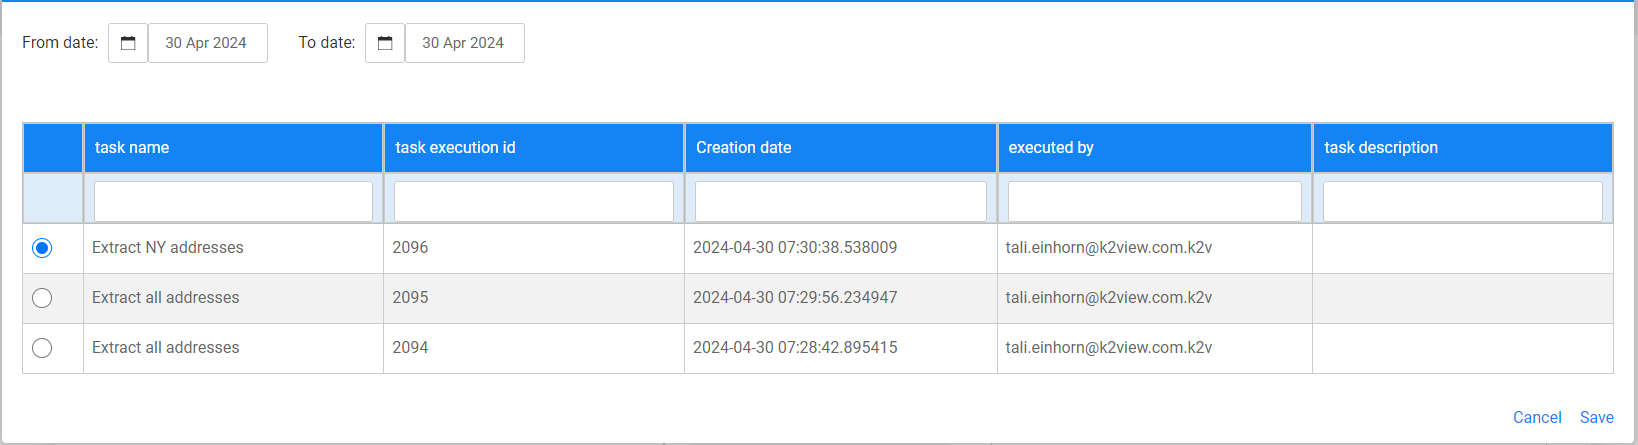 From date: 30 Apr 2024 To date: 30 Apr 2024
task name task execution id Creation date executed by task description
Extract NY addresses 2096 2024-04-30 07:30:38.538009 tali.einhorn@k2view.com.k2v
Extract all addresses 2095 2024-04-30 07:29:56.234947 tali.einhorn@k2view.com.k2v
Extract all addresses 2094 2024-04-30 07:28:42.895415 tali.einhorn@k2view.com.k2v
Cancel Save